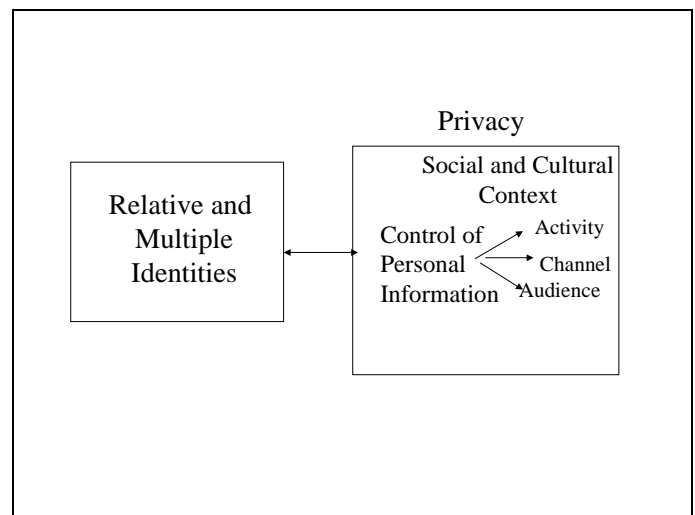 Privacy
Relative and
Multiple
Identities
Social and Cultural
Context
Control of
Personal
Information
Activity
Channel
Audience